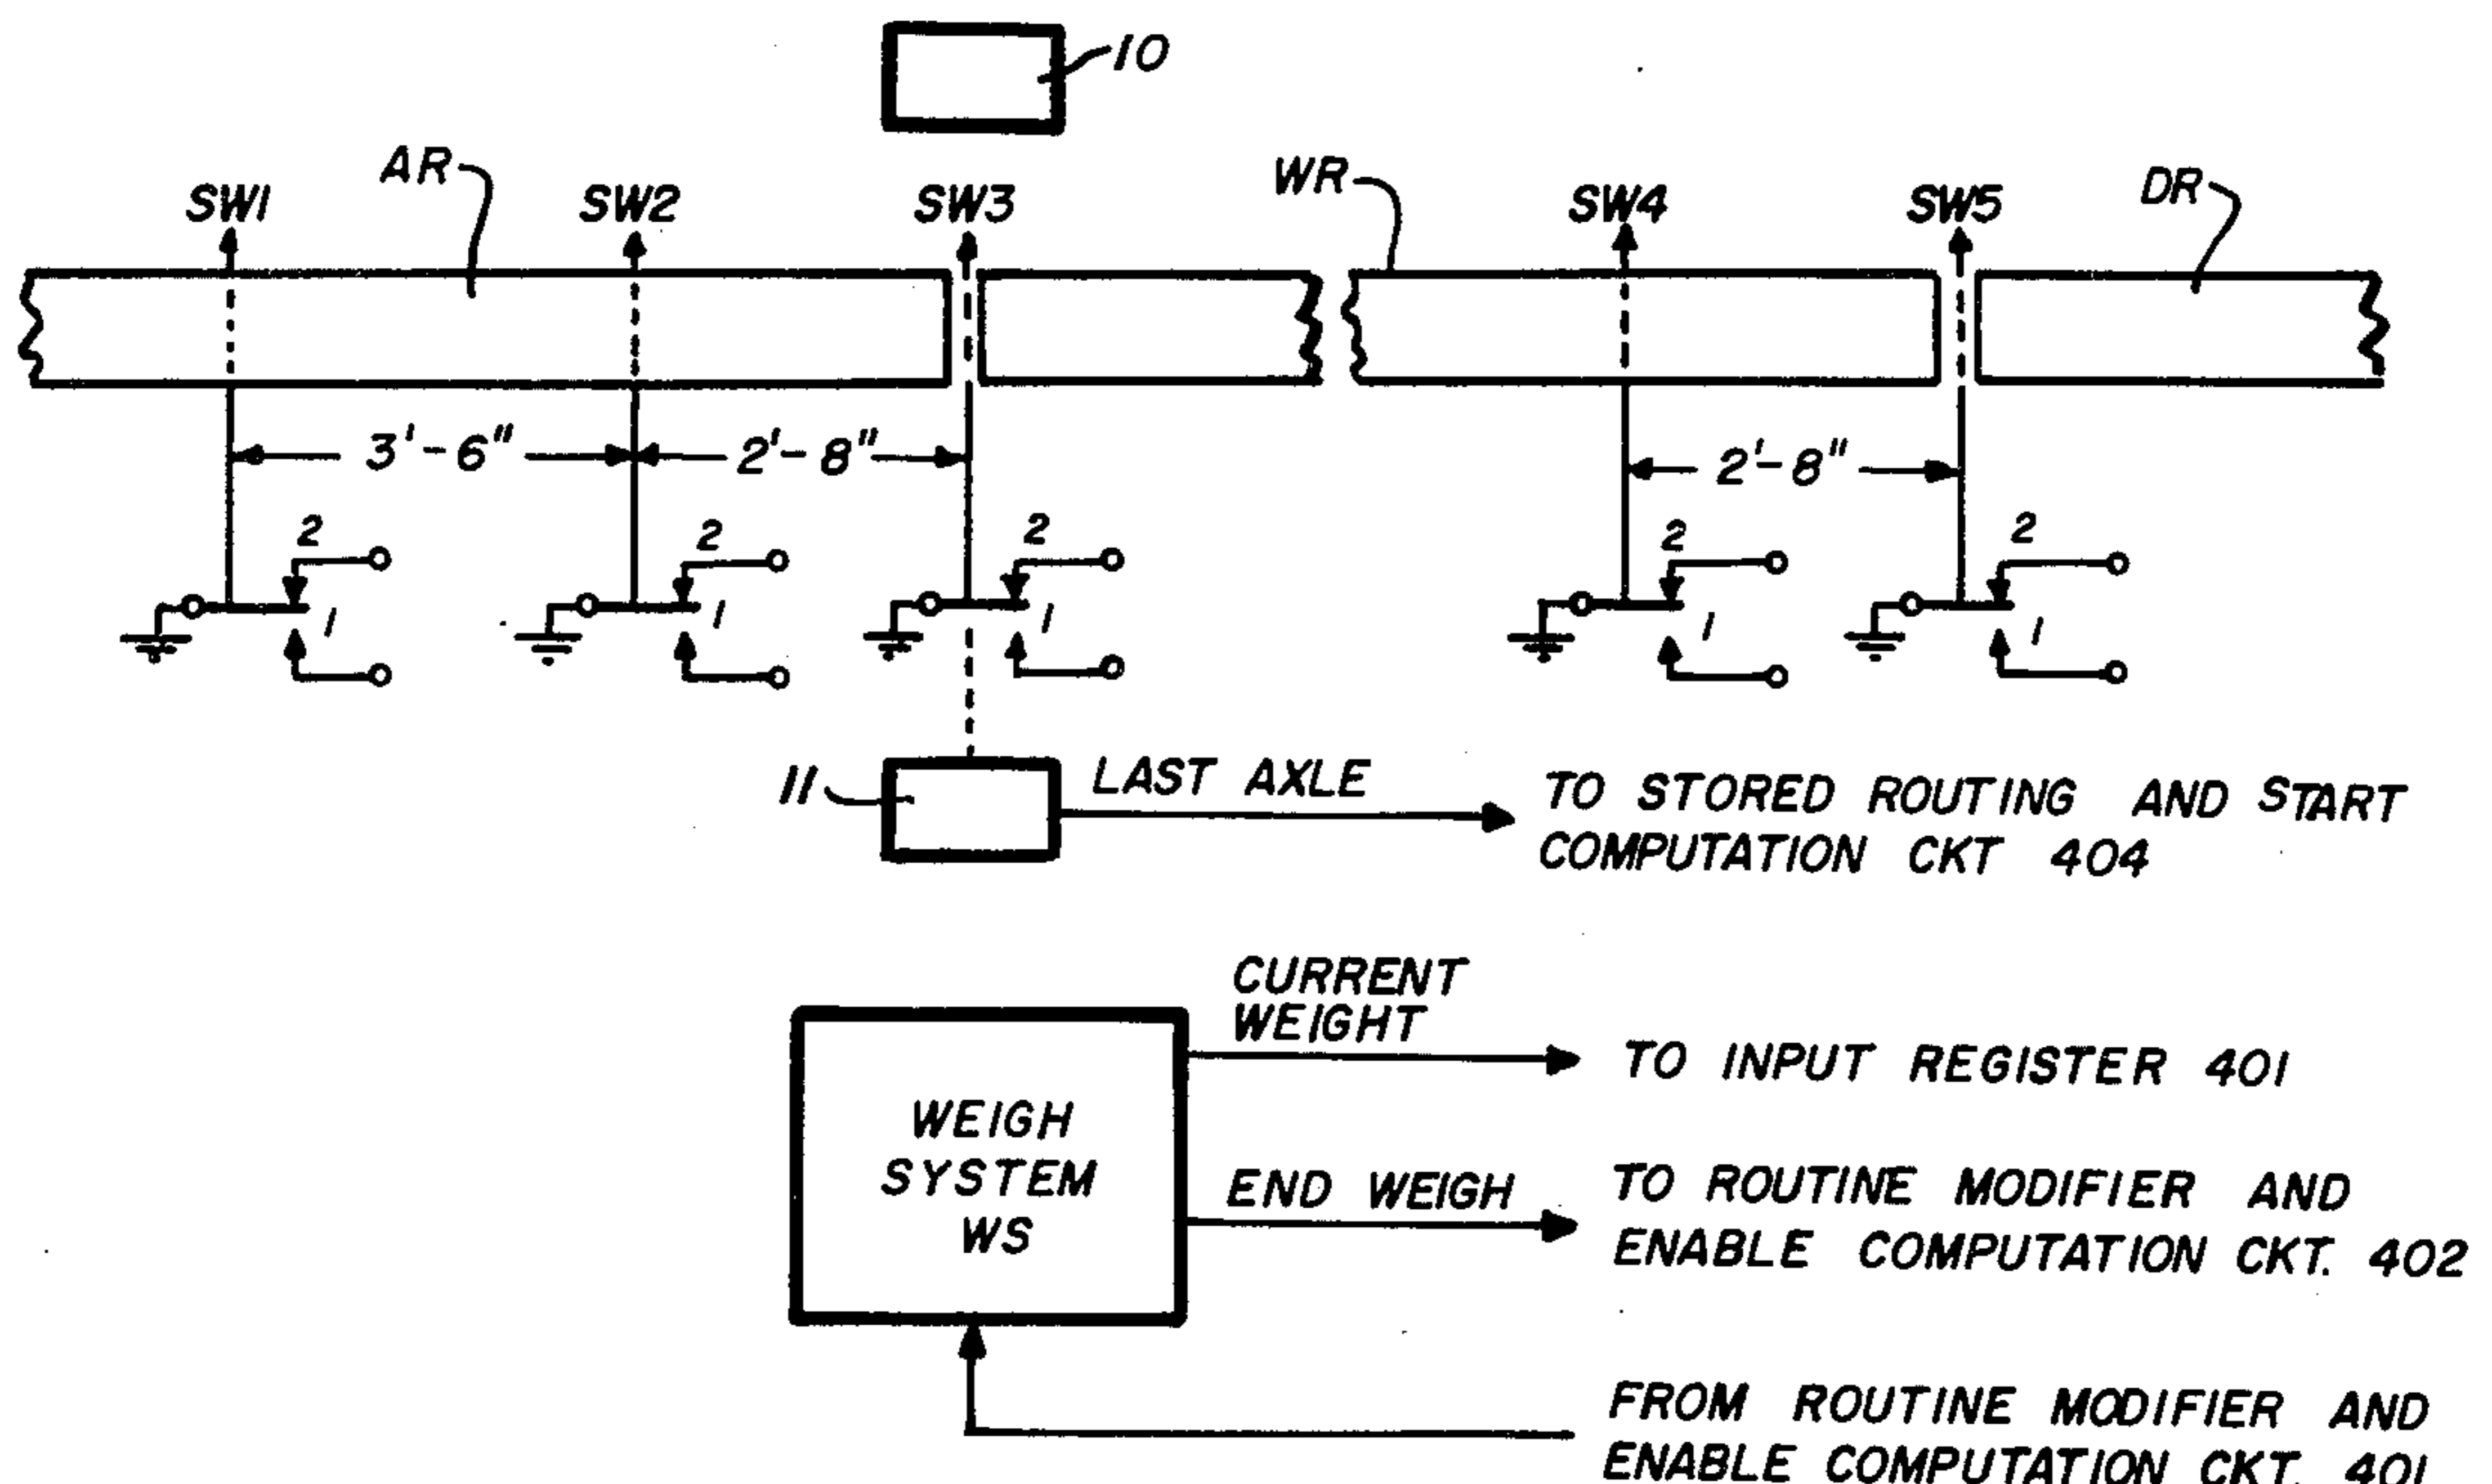 10
AR
WR
DR
SW1
SW2
SW3
SW4
SW5
3'-6"
2'-8"
2'-8"
2
2
2
2
2
1
1
1
1
1
11
LAST AXLE
TO STORED ROUTING AND START
COMPUTATION CKT 404
CURRENT
WEIGHT
TO INPUT REGISTER 401
WEIGH
SYSTEM
WS
END WEIGH
TO ROUTINE MODIFIER AND
ENABLE COMPUTATION CKT. 402
FROM ROUTINE MODIFIER AND
ENABLE COMPUTATION CKT. 401